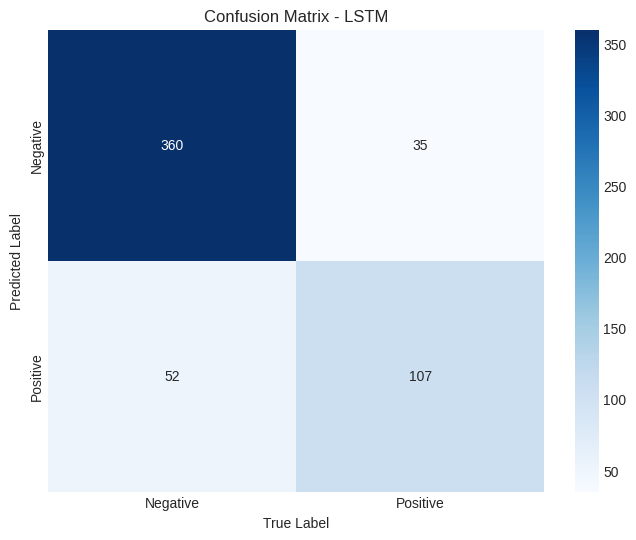 Confusion Matrix - LSTM
Predicted Label
Negative
Positive
360
35
52
107
Negative
Positive
True Label
350
300
250
200
150
100
50